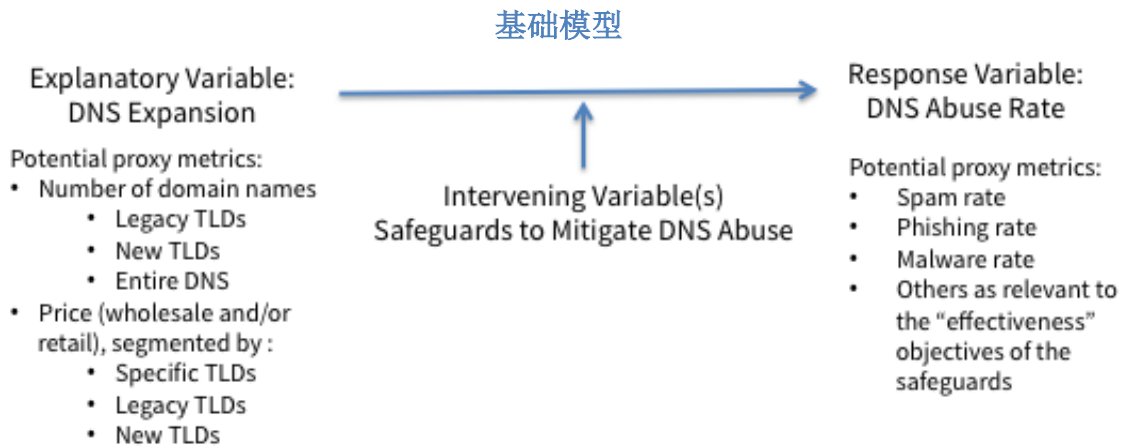 基础模型
Explanatory Variable:
DNS Expansion
Potential proxy metrics:
• Number of domain names
• Legacy TLDs
• New TLDs
• Entire DNS
• Price (wholesale and/or
retail), segmented by :
• Specific TLDs
• Legacy TLDs
• New TLDs
Intervening Variable(s)
Safeguards to Mitigate DNS Abuse
Response Variable:
DNS Abuse Rate
Potential proxy metrics:
• Spam rate
• Phishing rate
• Malware rate
• Others as relevant to
the “effectiveness”
objectives of the
safeguards